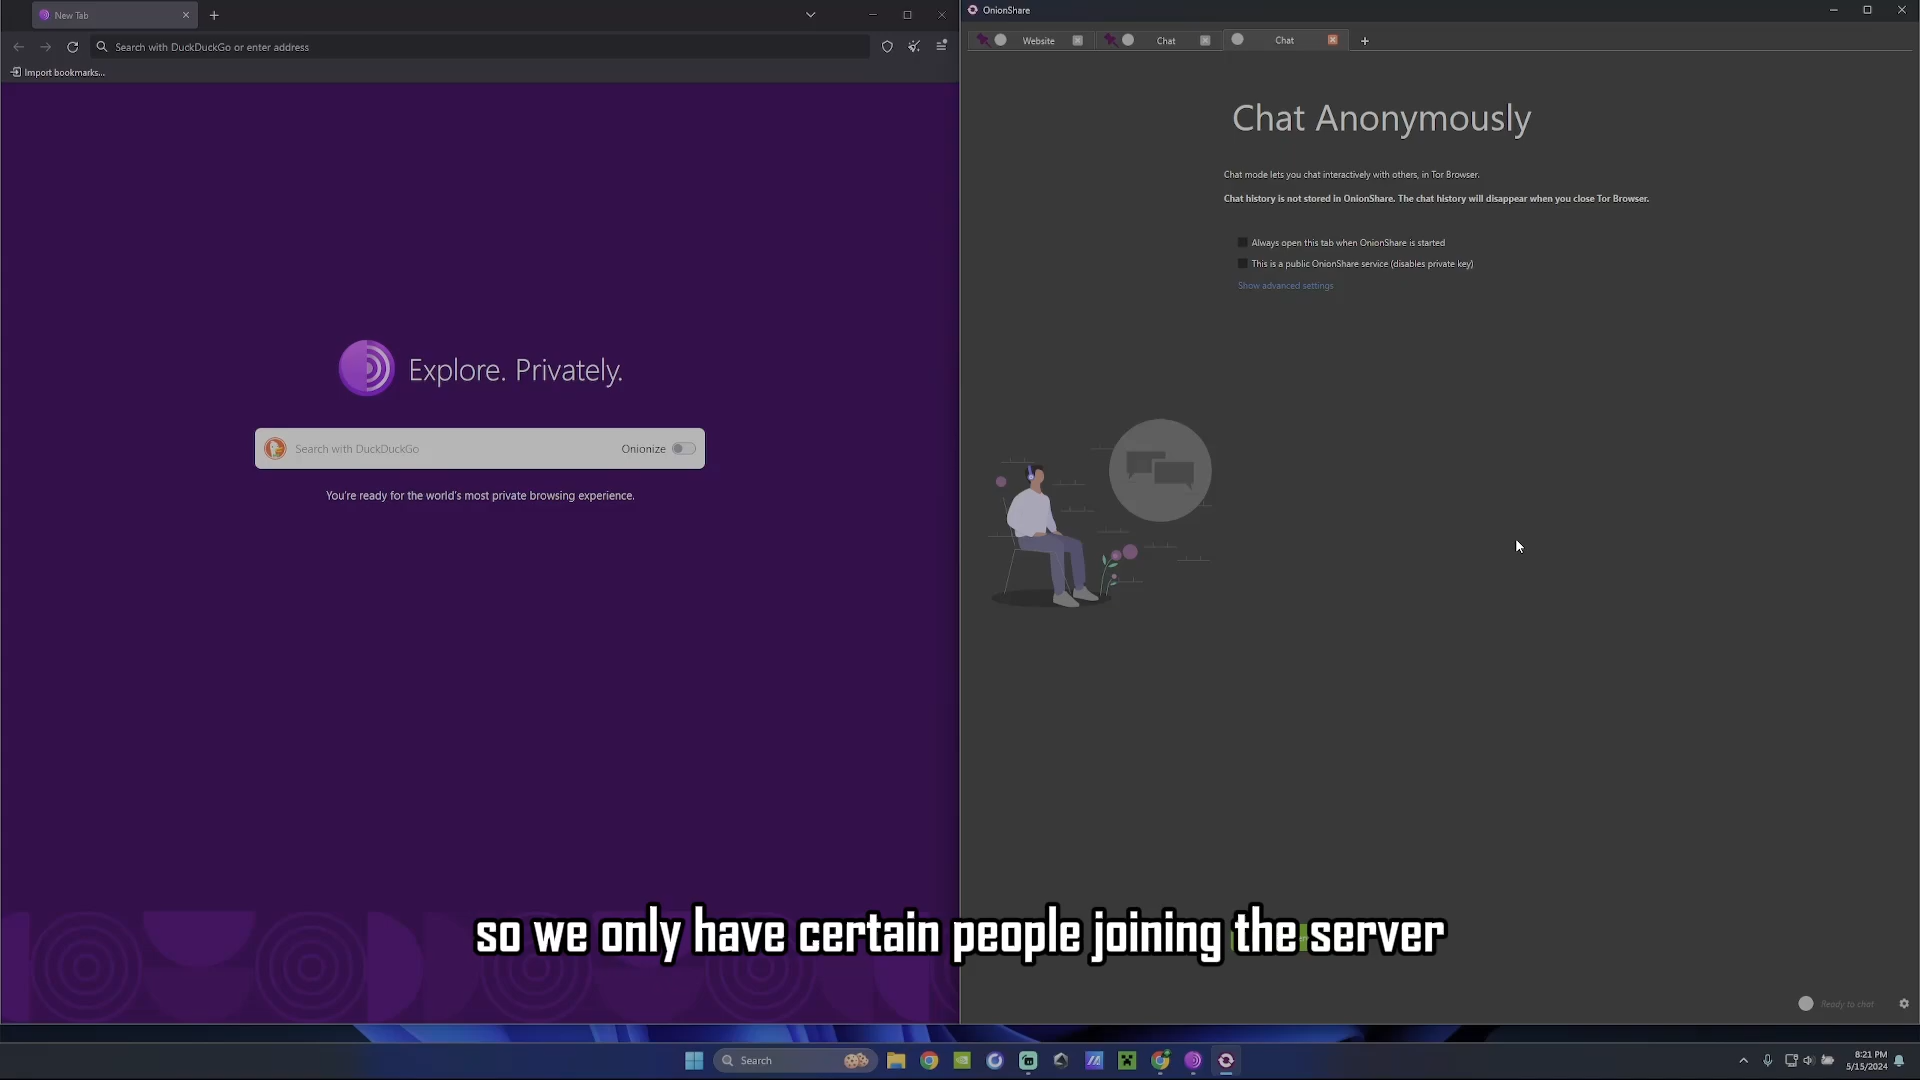 New Tab
Search with DuckDuckGo or enter address
Import bookmarks...
Explore. Privately.
Search with DuckDuckGo
Onionize
You're ready for the world's most private browsing experience.
OnionShare
Website
Chat
Chat
Chat Anonymously
Chat mode lets you chat interactively with others, in Tor Browser.
Chat history is not stored in OnionShare. The chat history will disappear when you close Tor Browser.
Always open this tab when OnionShare is started
This is a public OnionShare service (disables private key)
Show advanced settings
so we only have certain people joining the server
Ready to chat
Search
8:21 PM
5/15/2024